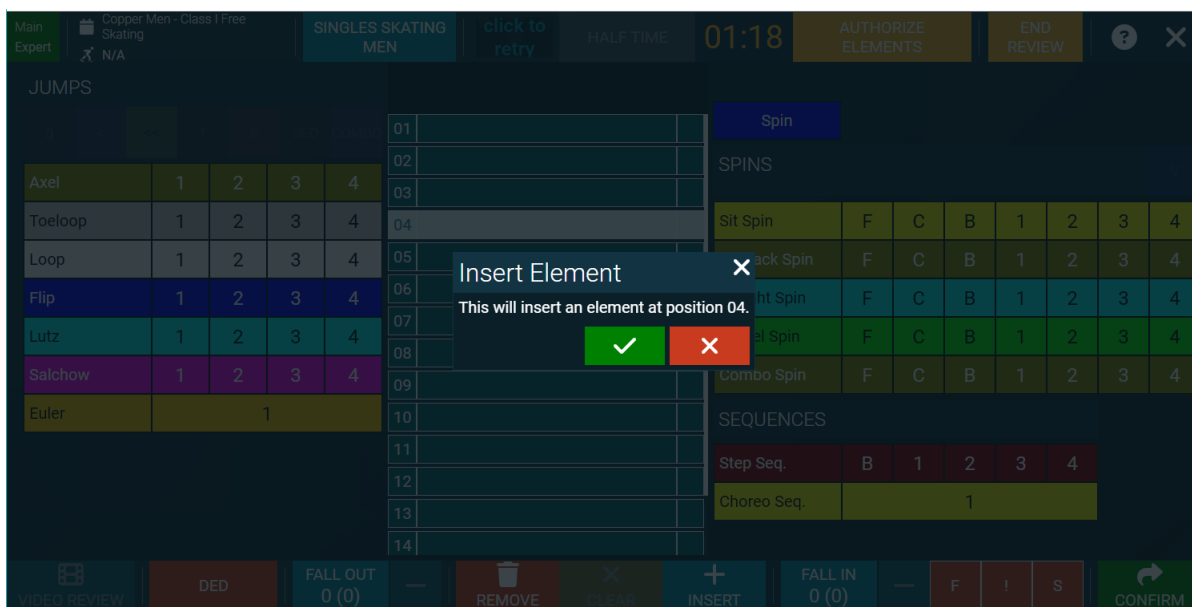 Main
Expert
Copper Men - Class I Free
Skating
N/A
SINGLES SKATING
MEN
click to
retry
HALF TIME
01:18
AUTHORIZE
ELEMENTS
END
REVIEW
?
JUMPS
<<
Axel 1 2 3 4
Toeloop 1 2 3 4
Loop 1 2 3 4
Flip 1 2 3 4
Lutz 1 2 3 4
Salchow 1 2 3 4
Euler 1
01
02
03
04
05
06
07
08
09
10
11
12
13
14
Insert Element
This will insert an element at position 04.
Spin
SPINS
Sit Spin F C B 1 2 3 4
ack Spin F C B 1 2 3 4
ht Spin F C B 1 2 3 4
el Spin F C B 1 2 3 4
Combo Spin F C B 1 2 3 4
SEQUENCES
Step Seq. B 1 2 3 4
Choreo Seq. 1
VIDEO REVIEW
DED
FALL OUT
0 (0)
REMOVE
CLEAR
INSERT
FALL IN
0 (0)
F ! S
CONFIRM